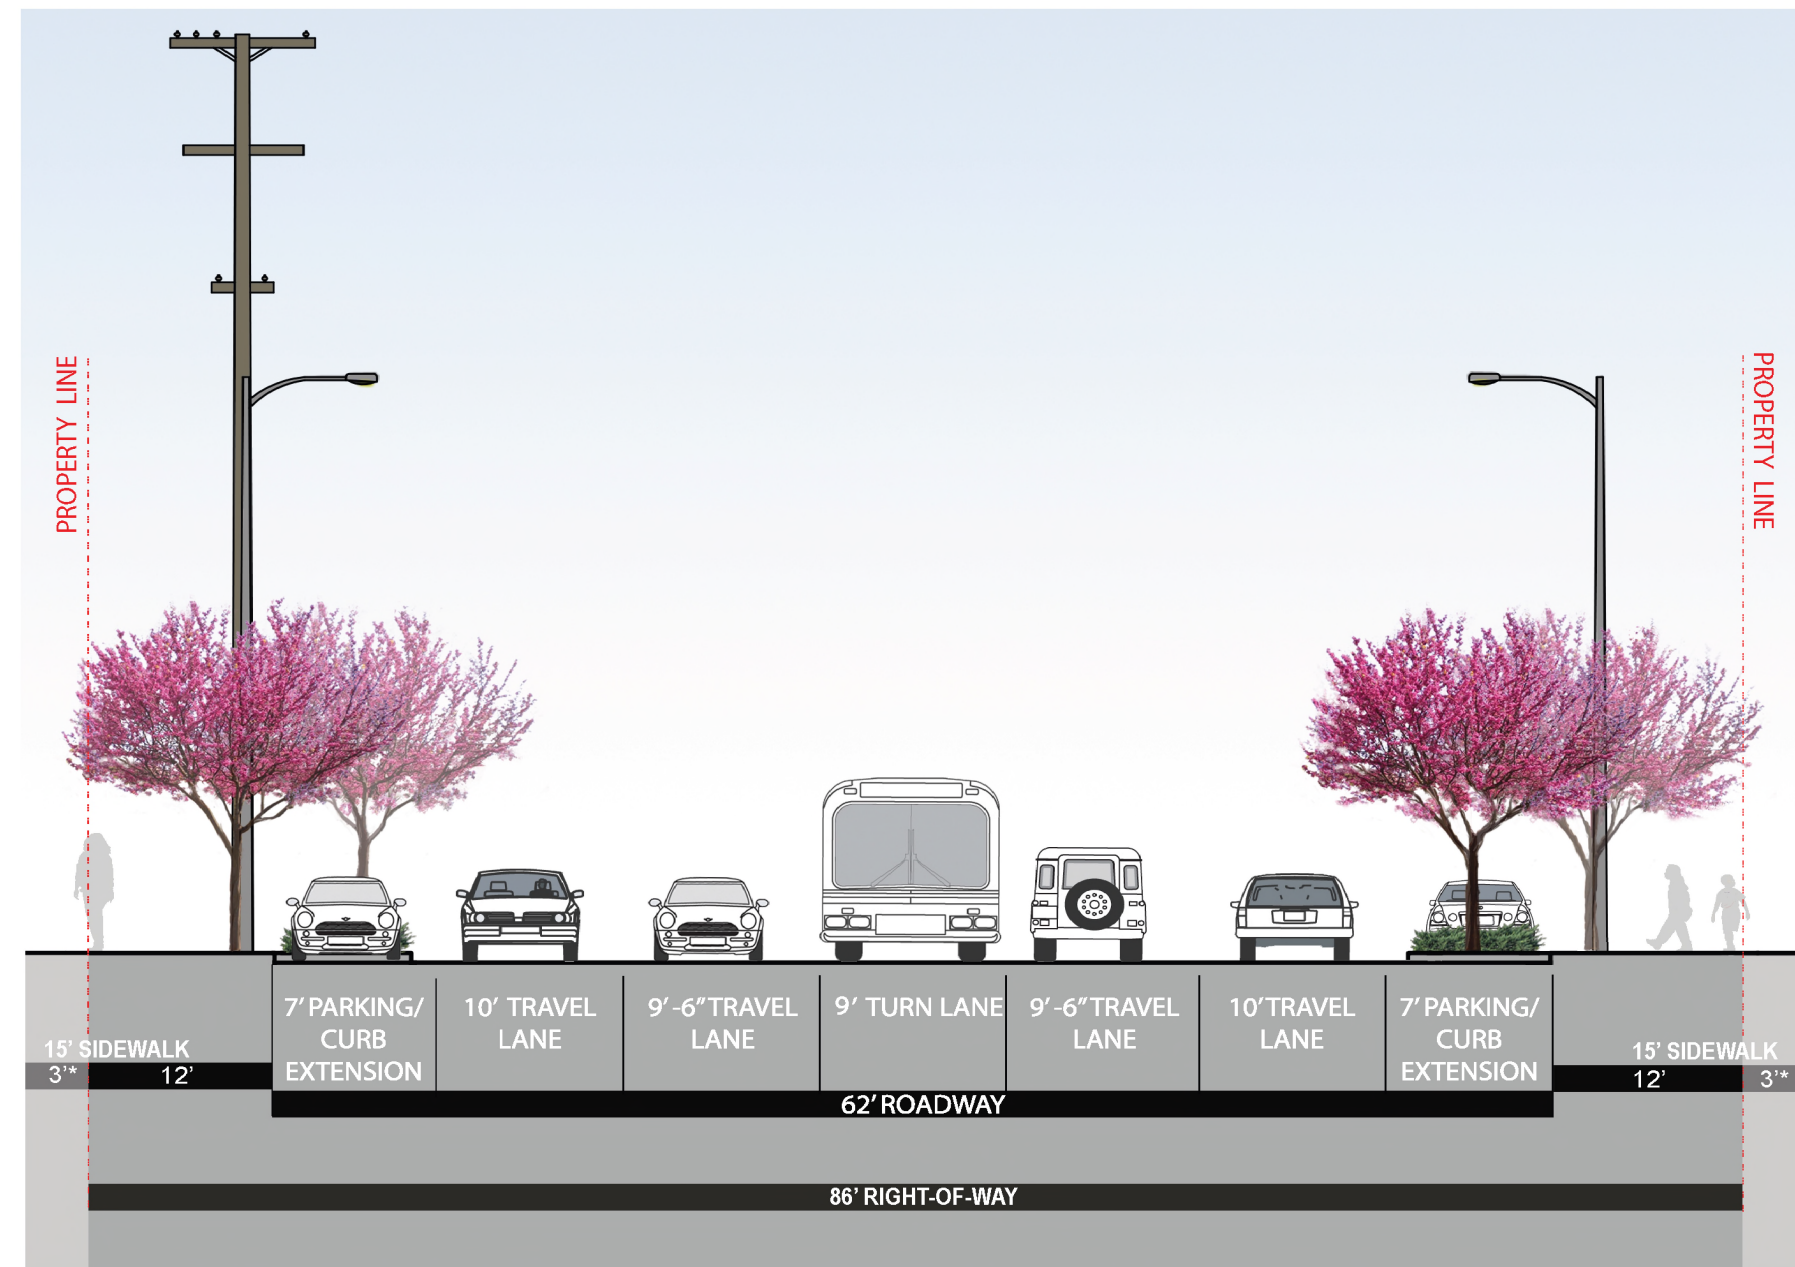 PROPERTY LINE
PROPERTY LINE
7’ PARKING/
CURB
EXTENSION
10’ TRAVEL
LANE
9’ -6” TRAVEL
LANE
9’ TURN LANE
9’ -6” TRAVEL
LANE
10’ TRAVEL
LANE
7’ PARKING/
CURB
EXTENSION
15’ SIDEWALK
3’* 12’
15’ SIDEWALK
12’ 3’*
62’ ROADWAY
86’ RIGHT-OF-WAY